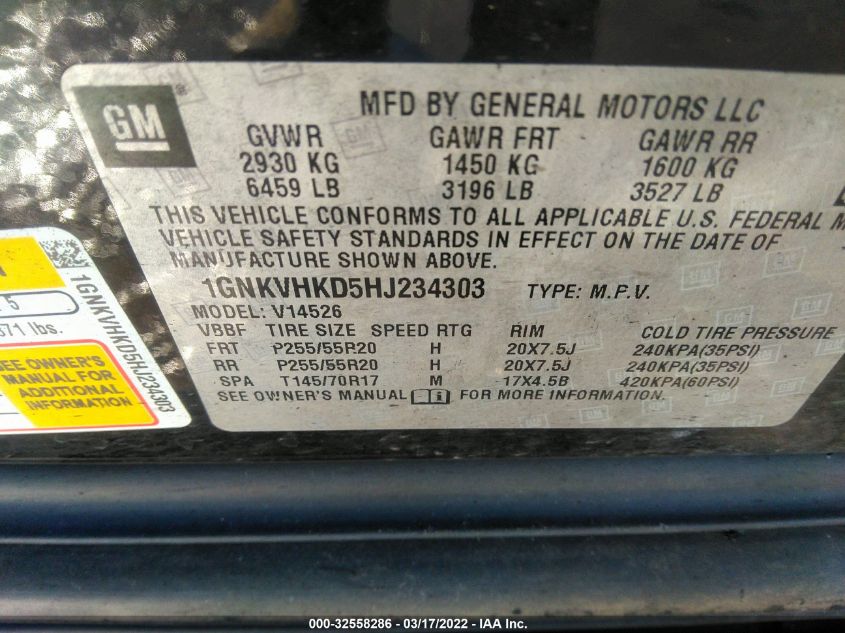 GM
MFD BY GENERAL MOTORS LLC
GVWR GAWR FRT GAWR RR
2930 KG 1450 KG 1600 KG
6459 LB 3196 LB 3527 LB
THIS VEHICLE CONFORMS TO ALL APPLICABLE U.S. FEDERAL M
VEHICLE SAFETY STANDARDS IN EFFECT ON THE DATE OF
MANUFACTURE SHOWN ABOVE.
1GNKVHKD5HJ234303 TYPE: M.P.V.
MODEL: V14526
VBBF TIRE SIZE SPEED RTG RIM COLD TIRE PRESSURE
FRT P255/55R20 H 20X7.5J 240KPA(35PSI)
RR P255/55R20 H 20X7.5J 240KPA(35PSI)
SPA T145/70R17 M 17X4.5B 420KPA(60PSI)
SEE OWNER'S MANUAL FOR MORE INFORMATION.
N
5
371 lbs.
SEE OWNER'S
MANUAL FOR
ADDITIONAL
INFORMATION
1GNKVHKD5HJ234303
000-32558286 - 03/17/2022 - IAA Inc.